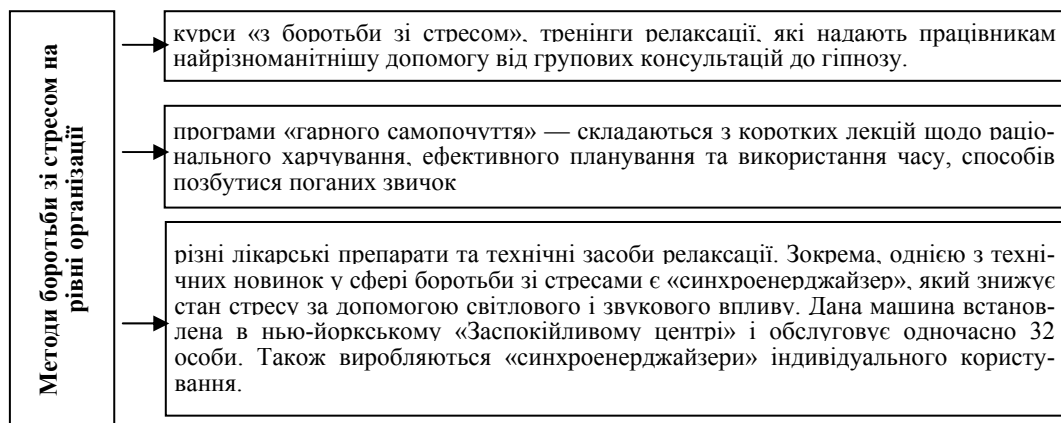 Методи боротьби зі стресом на
рівні організації
курси «з боротьби зі стресом», тренінги релаксації, які надають працівникам
найрізноманітнішу допомогу від групових консультацій до гіпнозу.
програми «гарного самопочуття» — складаються з коротких лекцій щодо раціо-
нального харчування, ефективного планування та використання часу, способів
позбутися поганих звичок
різні лікарські препарати та технічні засоби релаксації. Зокрема, однією з техні-
чних новинок у сфері боротьби зі стресами є «синхроенерджайзер», який знижує
стан стресу за допомогою світлового і звукового впливу. Дана машина встанов-
лена в нью-йоркському «Заспокійливому центрі» і обслуговує одночасно 32
особи. Також виробляються «синхроенерджайзери» індивідуального користу-
вання.